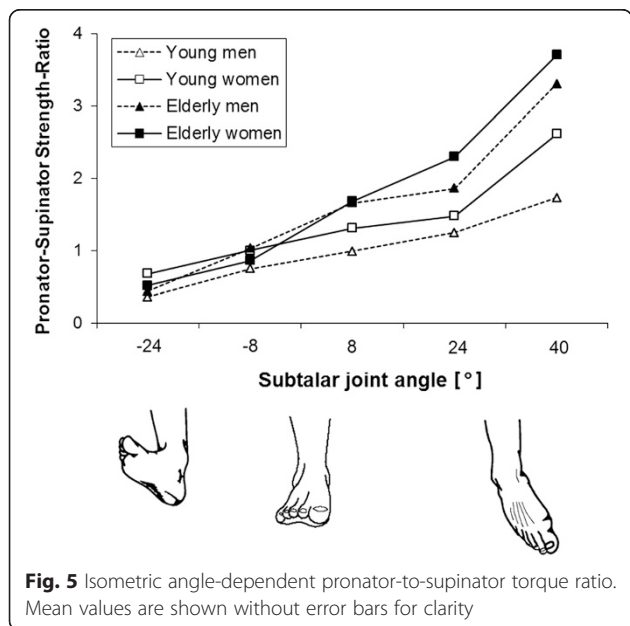 4
3
2
1
0
Pronator-Supinator Strength-Ratio
Young men
Young women
Elderly men
Elderly women
-24 -8 8 24 40
Subtalar joint angle [°]
Fig. 5 Isometric angle-dependent pronator-to-supinator torque ratio.
Mean values are shown without error bars for clarity